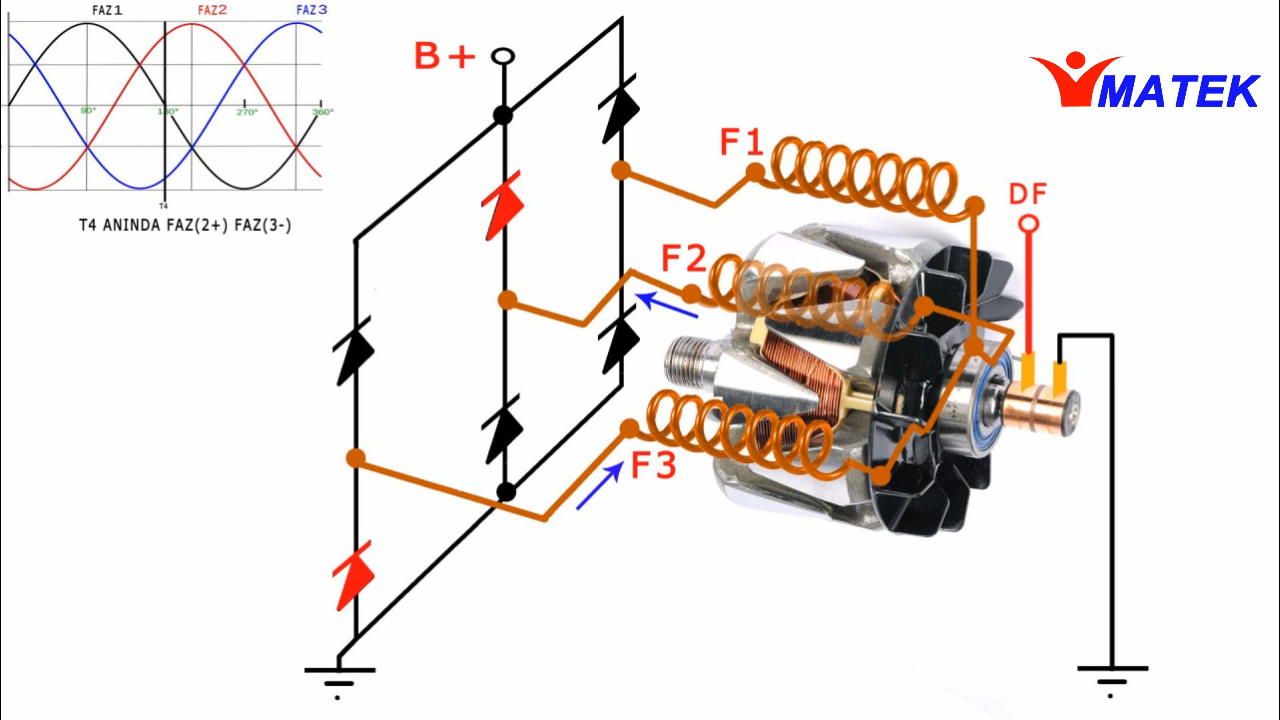 FAZ1 FAZ2 FAZ3
90° 180° 270° 360°
T4
T4 ANINDA FAZ(2+) FAZ(3-)
B+
MATEK
F1
DF
F2
F3